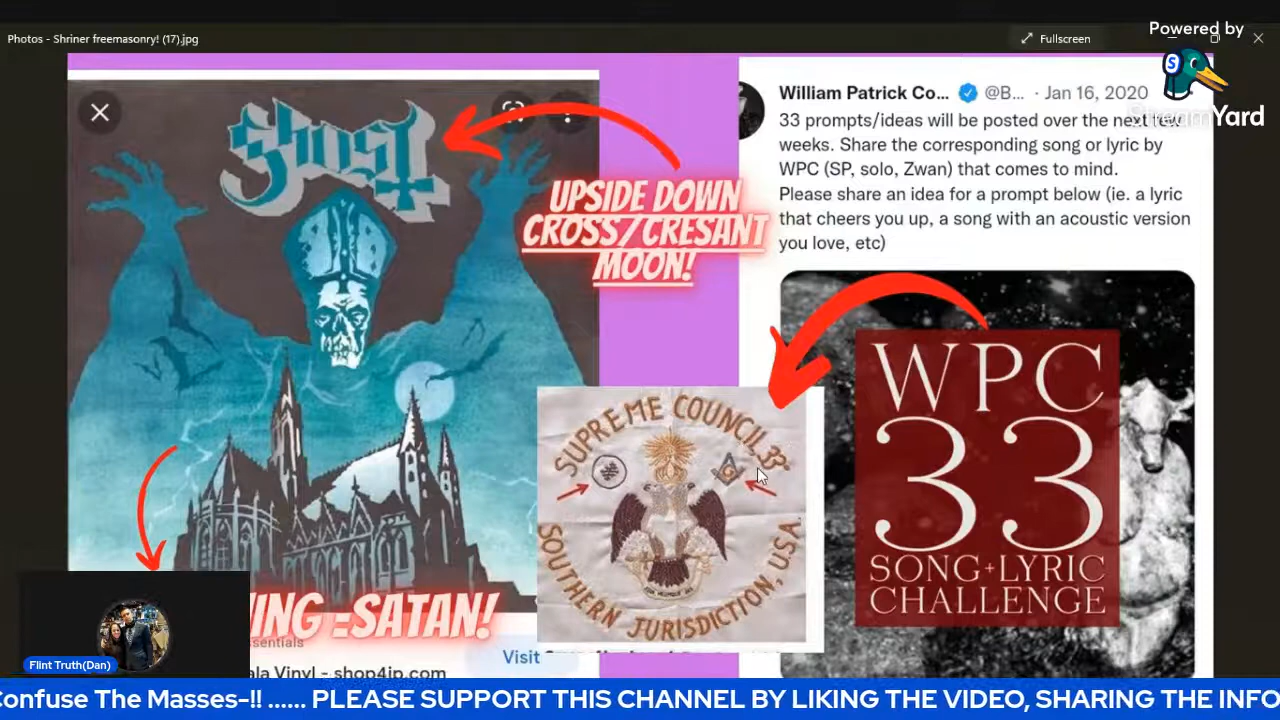 Photos - Shriner freemasonry! (17).jpg
Fullscreen
Powered by
StreamYard
Ghost
UPSIDE DOWN
CROSS/CRESANT
MOON!
William Patrick Co... @B... · Jan 16, 2020
33 prompts/ideas will be posted over the next few
weeks. Share the corresponding song or lyric by
WPC (SP, solo, Zwan) that comes to mind.
Please share an idea for a prompt below (ie. a lyric
that cheers you up, a song with an acoustic version
you love, etc)
SUPREME COUNCIL, 33°
SOUTHERN JURISDICTION, U.S.A.
WPC
33
SONG+LYRIC
CHALLENGE
ING =SATAN!
sentials
ala Vinyl - shop4ip.com
Visit
Flint Truth(Dan)
Confuse The Masses-!! ...... PLEASE SUPPORT THIS CHANNEL BY LIKING THE VIDEO, SHARING THE INFO